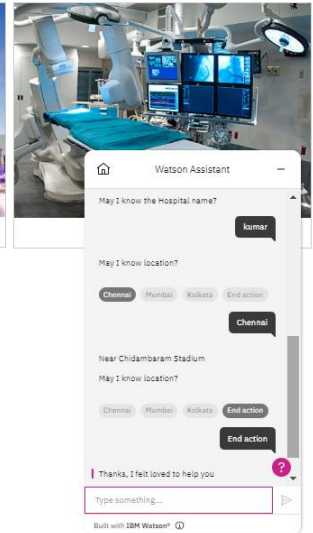 Watson Assistant
May I know the Hospital name?
kumar
May I know location?
Chennai Mumbai Kolkata End action
Chennai
Near Chidambaram Stadium
May I know location?
Chennai Mumbai Kolkata End action
End action
?
Thanks, I felt loved to help you
Type something...
Built with IBM Watson®